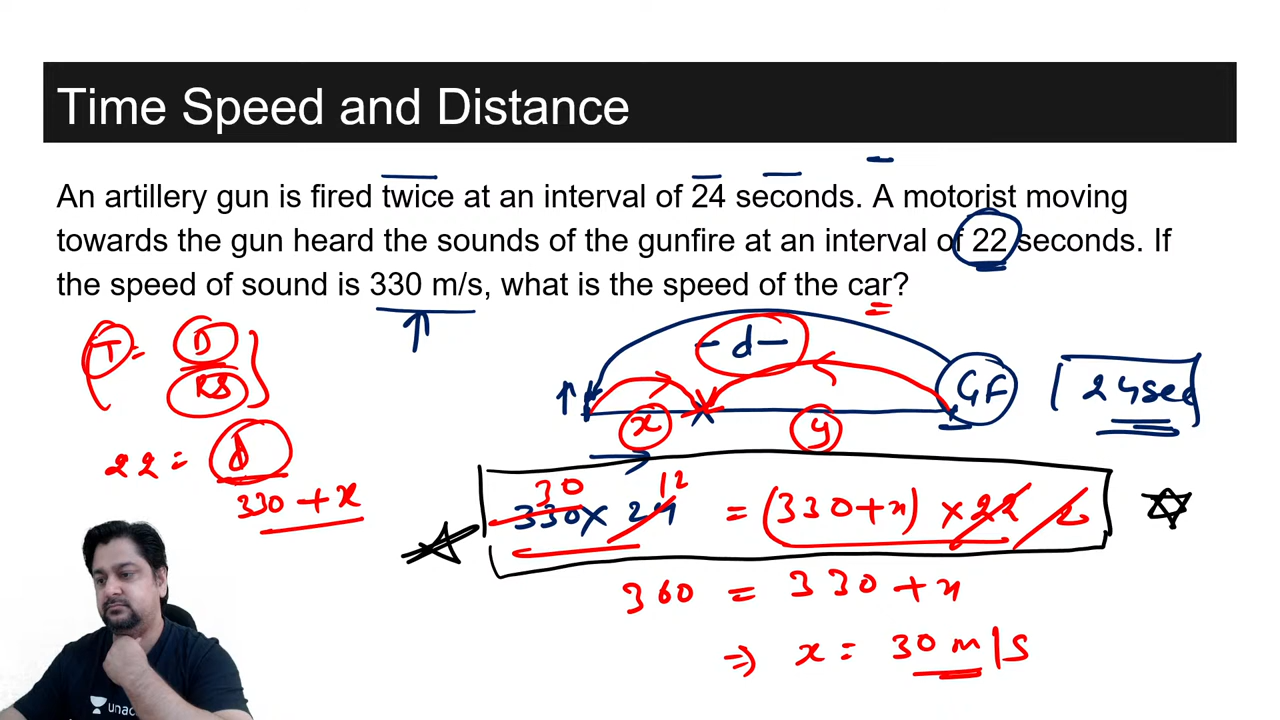 Time Speed and Distance
An artillery gun is fired twice at an interval of 24 seconds. A motorist moving
towards the gun heard the sounds of the gunfire at an interval of 22 seconds. If
the speed of sound is 330 m/s, what is the speed of the car?
T = D
RS
- d -
GF
24sec
x
y
22 = d
330 + x
30 12
330 x 24 = (330+x) x 22 2
360 = 330 + x
⇒ x = 30 m/s
unac